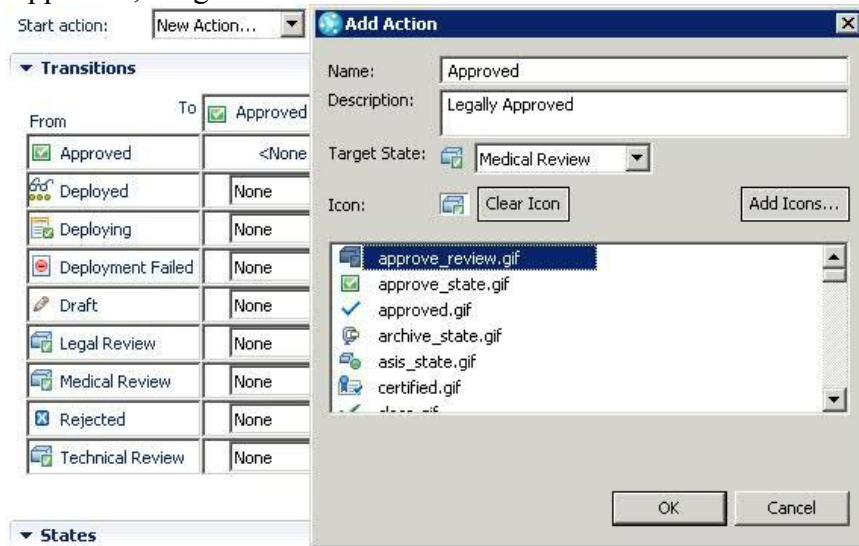 Start action: New Action...
Transitions
From To Approved
Approved <None
Deployed None
Deploying None
Deployment Failed None
Draft None
Legal Review None
Medical Review None
Rejected None
Technical Review None
States
Add Action
Name: Approved
Description: Legally Approved
Target State: Medical Review
Icon: Clear Icon Add Icons...
approve_review.gif
approve_state.gif
approved.gif
archive_state.gif
asis_state.gif
certified.gif
OK Cancel